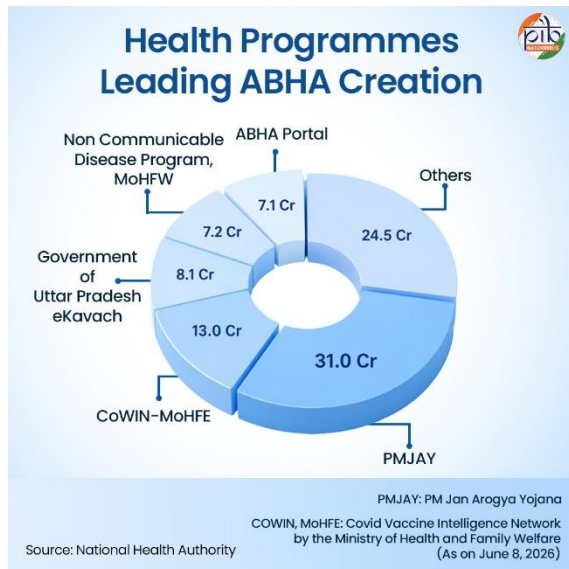 pib
Health Programmes
Leading ABHA Creation
Non Communicable
Disease Program,
MoHFW
ABHA Portal
Others
7.1 Cr
7.2 Cr
24.5 Cr
Government
of
Uttar Pradesh
eKavach
8.1 Cr
13.0 Cr
31.0 Cr
CoWIN-MoHFE
PMJAY
PMJAY: PM Jan Arogya Yojana
COWIN, MoHFE: Covid Vaccine Intelligence Network
by the Ministry of Health and Family Welfare
(As on June 8, 2026)
Source: National Health Authority